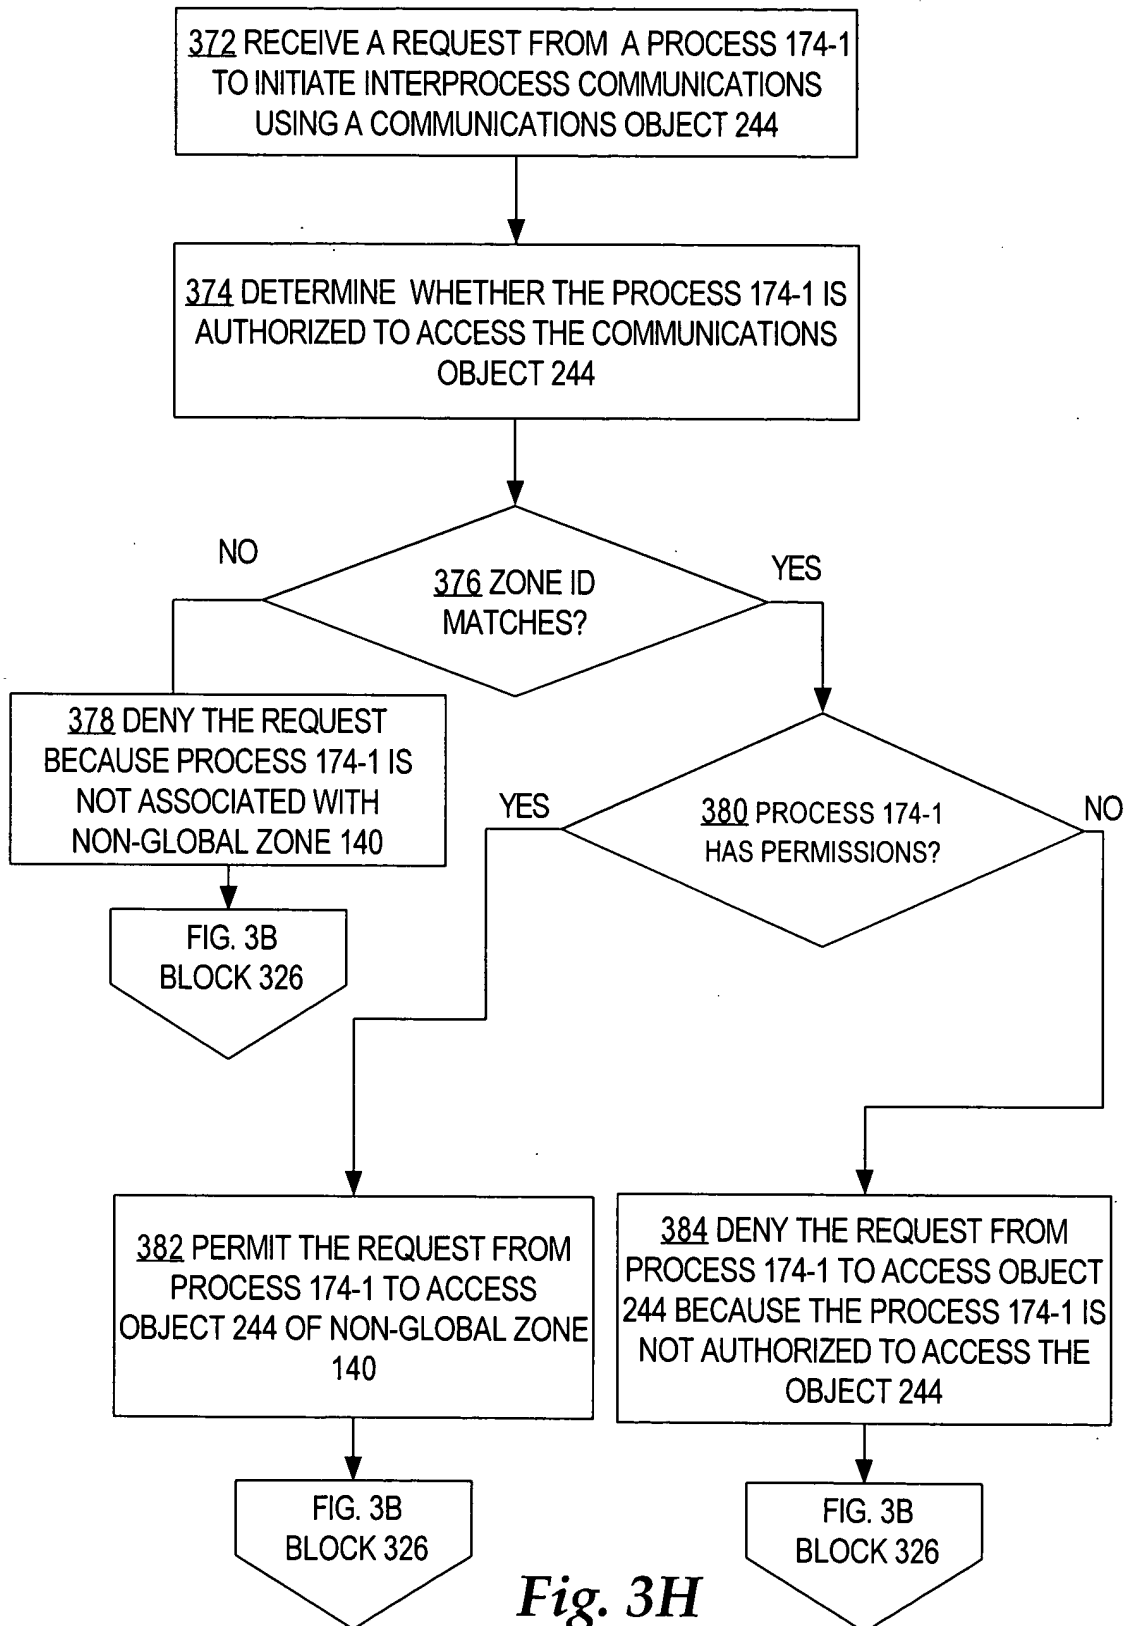 372 RECEIVE A REQUEST FROM A PROCESS 174-1
TO INITIATE INTERPROCESS COMMUNICATIONS
USING A COMMUNICATIONS OBJECT 244
374 DETERMINE WHETHER THE PROCESS 174-1 IS
AUTHORIZED TO ACCESS THE COMMUNICATIONS
OBJECT 244
NO
376 ZONE ID
MATCHES?
YES
378 DENY THE REQUEST
BECAUSE PROCESS 174-1 IS
NOT ASSOCIATED WITH
NON-GLOBAL ZONE 140
YES
380 PROCESS 174-1
HAS PERMISSIONS?
NO
FIG. 3B
BLOCK 326
382 PERMIT THE REQUEST FROM
PROCESS 174-1 TO ACCESS
OBJECT 244 OF NON-GLOBAL ZONE
140
384 DENY THE REQUEST FROM
PROCESS 174-1 TO ACCESS OBJECT
244 BECAUSE THE PROCESS 174-1 IS
NOT AUTHORIZED TO ACCESS THE
OBJECT 244
FIG. 3B
BLOCK 326
FIG. 3B
BLOCK 326
Fig. 3H